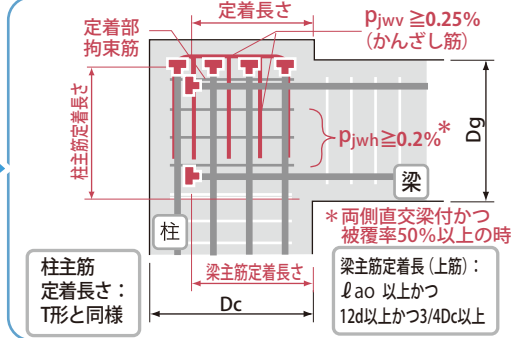 定着長さ
定着部
拘束筋
pjwv ≧0.25%
(かんざし筋)
柱主筋定着長さ
pjwh≧0.2%*
Dg
梁
柱
*両側直交梁付かつ
被覆率50%以上の時
梁主筋定着長さ
Dc
柱主筋
定着長さ：
T形と同様
梁主筋定着長(上筋)：
ℓao 以上かつ
12d以上かつ3/4Dc以上